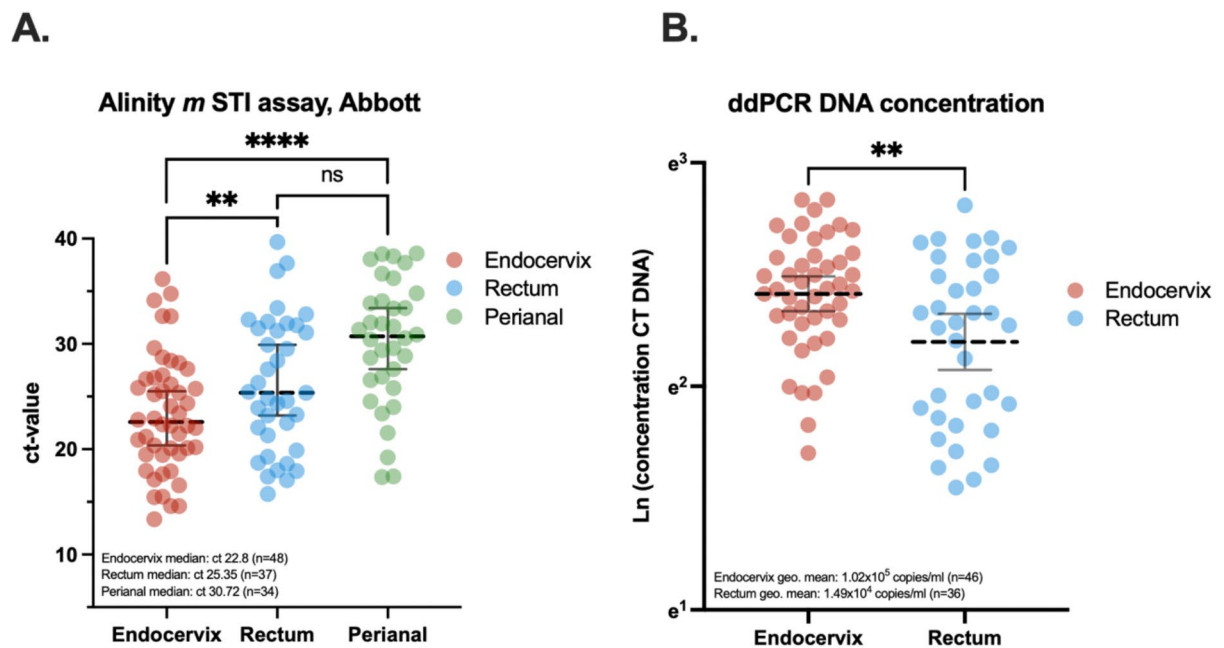 A.
Alinity m STI assay, Abbott
****
ns
**
40
30
20
10
ct-value
Endocervix
Rectum
Perianal
Endocervix median: ct 22.8 (n=48)
Rectum median: ct 25.35 (n=37)
Perianal median: ct 30.72 (n=34)
Endocervix Rectum Perianal
B.
ddPCR DNA concentration
**
e³
e²
e¹
Ln (concentration CT DNA)
Endocervix
Rectum
Endocervix geo. mean: 1.02x10⁵ copies/ml (n=46)
Rectum geo. mean: 1.49x10⁴ copies/ml (n=36)
Endocervix Rectum